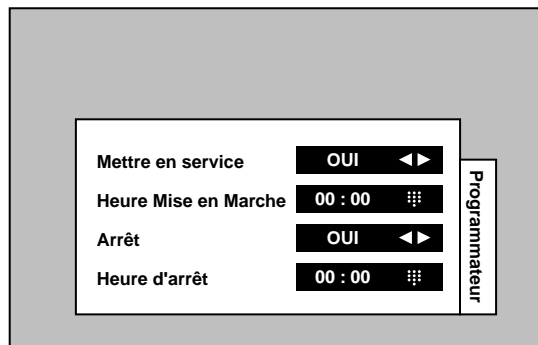 Mettre en service OUI ◄►
Heure Mise en Marche 00 : 00
Arrêt OUI ◄►
Heure d'arrêt 00 : 00
Programmateur